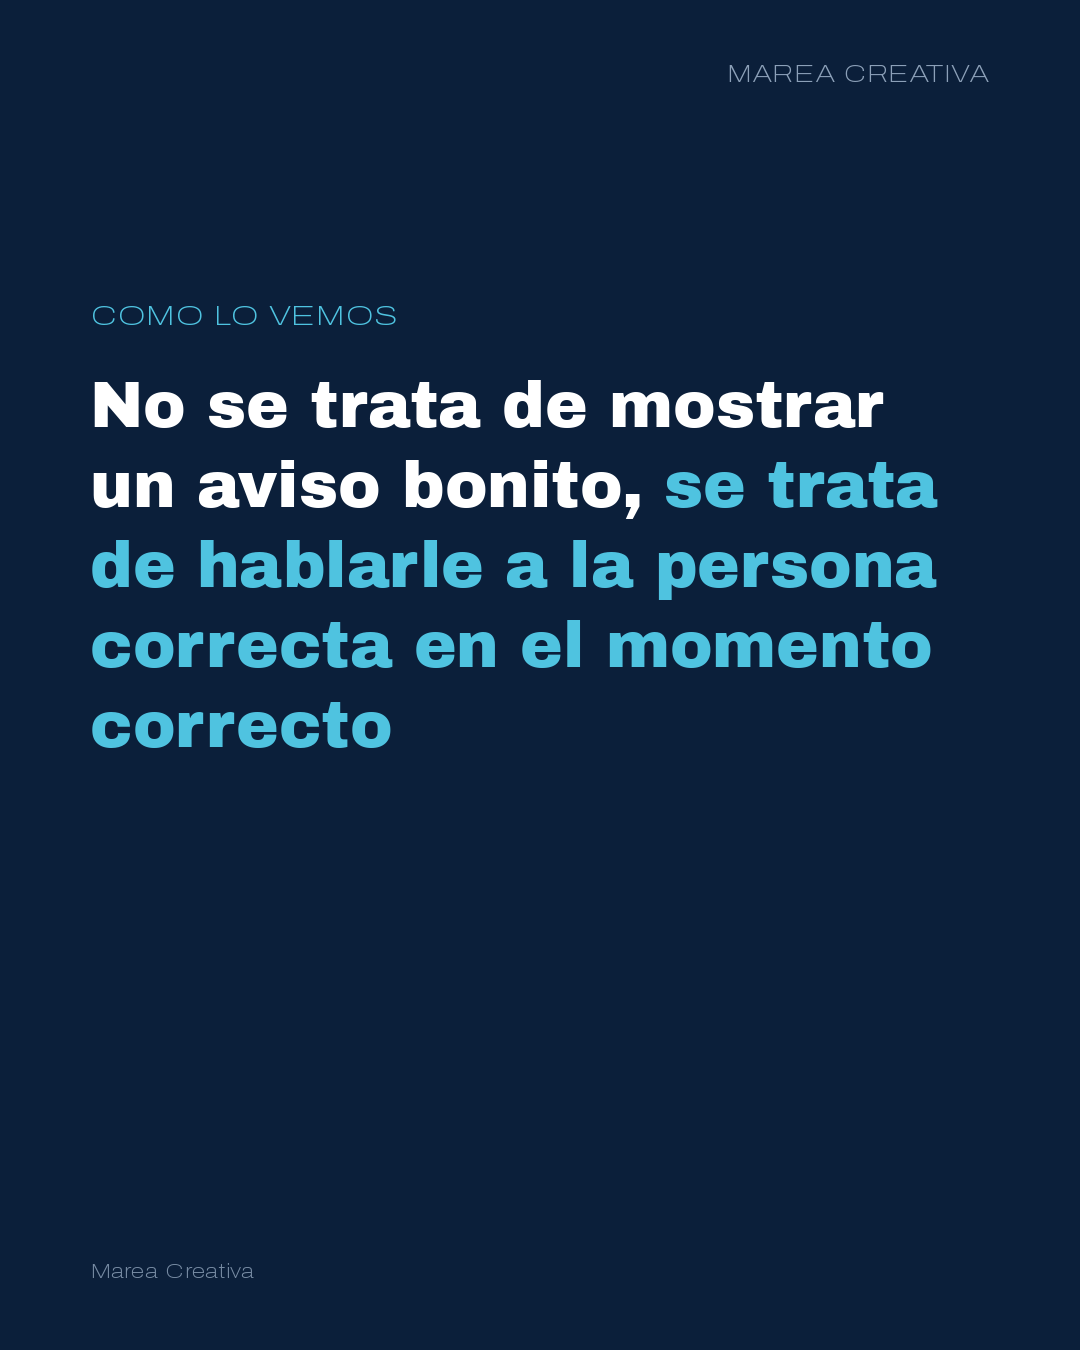 MAREA CREATIVA
COMO LO VEMOS
No se trata de mostrar
un aviso bonito, se trata
de hablarle a la persona
correcta en el momento
correcto
Marea Creativa